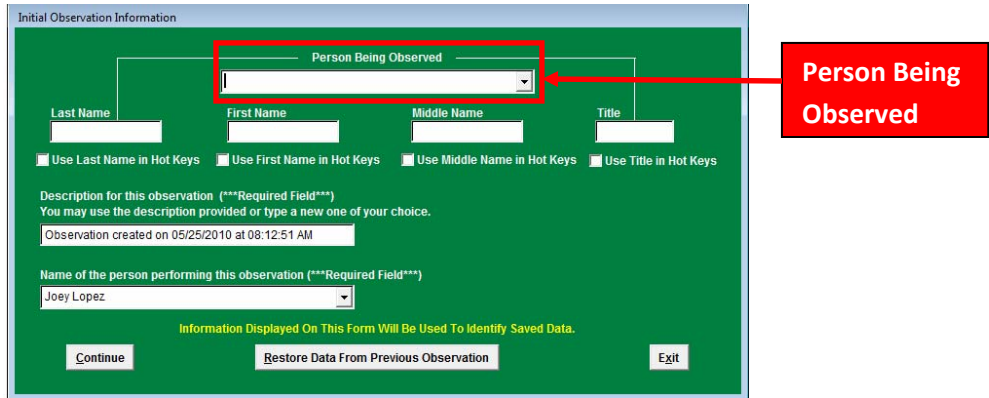 Initial Observation Information
Person Being Observed
Person Being
Observed
Last Name
First Name
Middle Name
Title
Use Last Name in Hot Keys
Use First Name in Hot Keys
Use Middle Name in Hot Keys
Use Title in Hot Keys
Description for this observation (***Required Field***)
You may use the description provided or type a new one of your choice.
Observation created on 05/25/2010 at 08:12:51 AM
Name of the person performing this observation (***Required Field***)
Joey Lopez
Information Displayed On This Form Will Be Used To Identify Saved Data.
Continue
Restore Data From Previous Observation
Exit